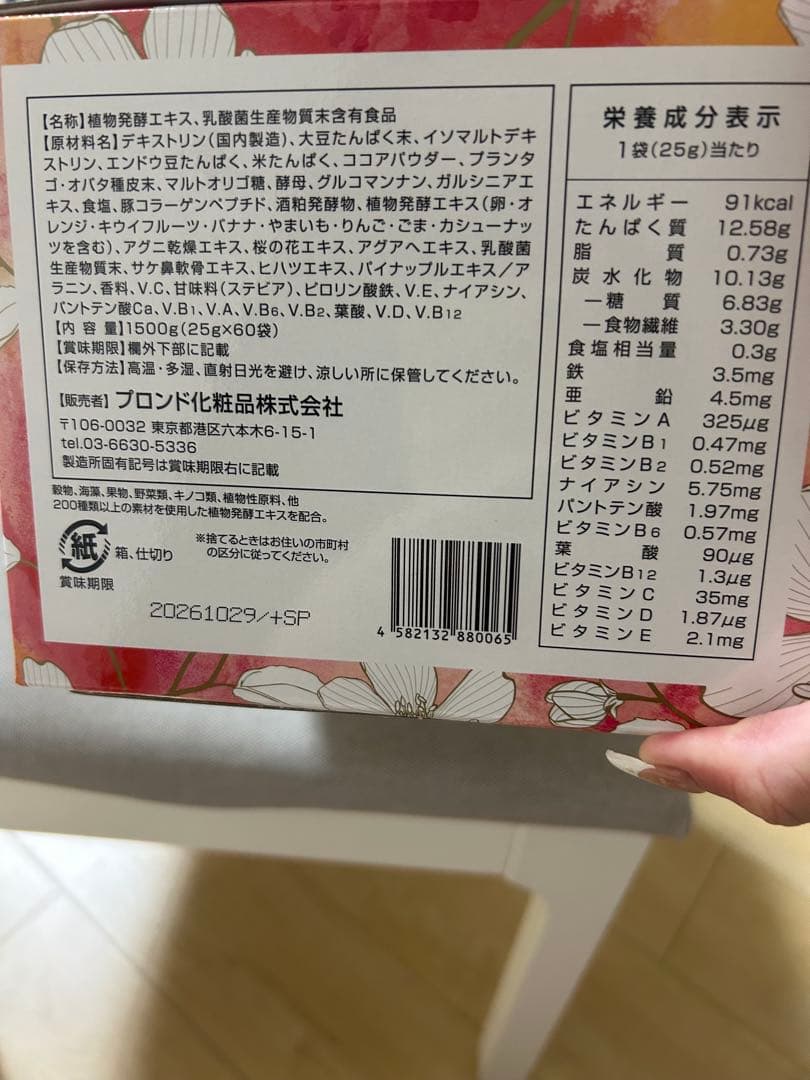 【名称】植物発酵エキス、乳酸菌生産物質末含有食品
【原材料名】デキストリン(国内製造)、大豆たんぱく末、イソマルトデキ
ストリン、エンドウ豆たんぱく、米たんぱく、ココアパウダー、プランタ
ゴ・オバタ種皮末、マルトオリゴ糖、酵母、グルコマンナン、ガルシニアエ
キス、食塩、豚コラーゲンペプチド、酒粕発酵物、植物発酵エキス(卵・オ
レンジ・キウイフルーツ・バナナ・やまいも・りんご・ごま・カシューナッ
ツを含む)、アグニ乾燥エキス、桜の花エキス、アグアヘエキス、乳酸菌
生産物質末、サケ鼻軟骨エキス、ヒハツエキス、パイナップルエキス/ア
ラニン、香料、V.C、甘味料(ステビア)、ピロリン酸鉄、V.E、ナイアシン、
パントテン酸Ca、V.B1、V.A、V.B6、V.B2、葉酸、V.D、V.B12
【内 容 量】1500g(25g×60袋)
【賞味期限】欄外下部に記載
【保存方法】高温・多湿、直射日光を避け、涼しい所に保管してください。
【販売者】プロンド化粧品株式会社
〒106-0032 東京都港区六本木6-15-1
tel.03-6630-5336
製造所固有記号は賞味期限右に記載
穀物、海藻、果物、野菜類、キノコ類、植物性原料、他
200種類以上の素材を使用した植物発酵エキスを配合。
紙
箱、仕切り
※捨てるときはお住いの市町村
の区分に従ってください。
賞味期限
20261029/+SP
4 582132 880065
栄養成分表示
1袋(25g)当たり
エネルギー 91kcal
たんぱく質 12.58g
脂 質 0.73g
炭水化物 10.13g
ー糖 質 6.83g
ー食物繊維 3.30g
食塩相当量 0.3g
鉄 3.5mg
亜 鉛 4.5mg
ビタミンA 325μg
ビタミンB1 0.47mg
ビタミンB2 0.52mg
ナイアシン 5.75mg
パントテン酸 1.97mg
ビタミンB6 0.57mg
葉 酸 90μg
ビタミンB12 1.3μg
ビタミンC 35mg
ビタミンD 1.87μg
ビタミンE 2.1mg